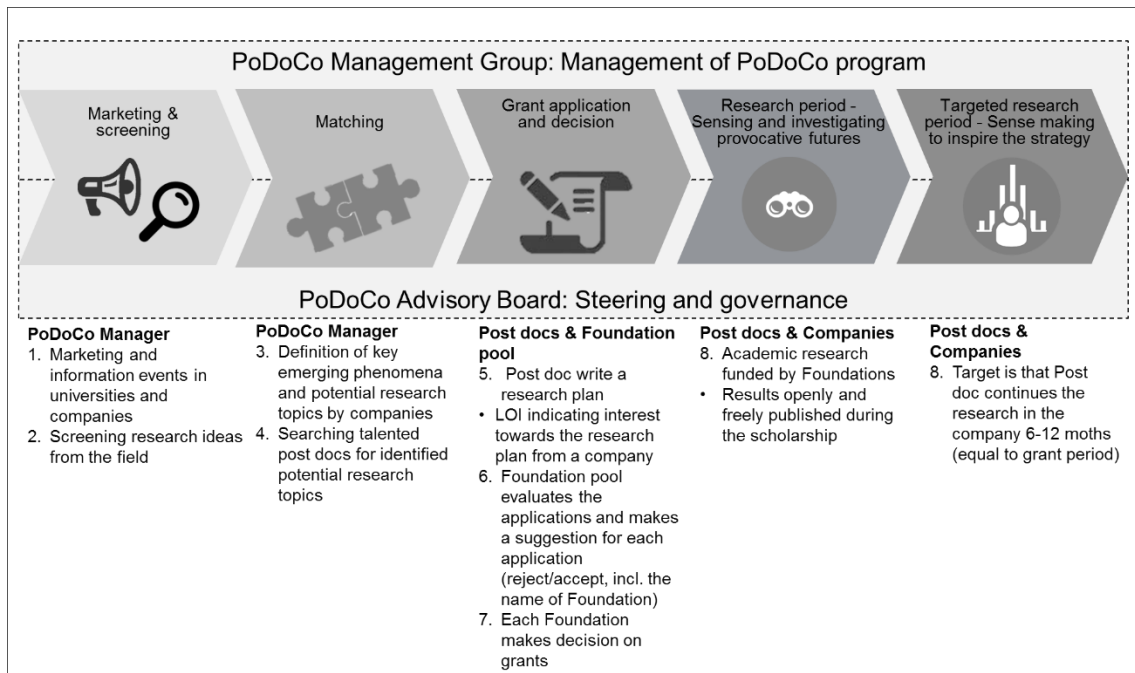 PoDoCo Management Group: Management of PoDoCo program
Marketing &
screening
Matching
Grant application
and decision
Research period -
Sensing and investigating
provocative futures
Targeted research
period - Sense making
to inspire the strategy
PoDoCo Advisory Board: Steering and governance
PoDoCo Manager
1. Marketing and
information events in
universities and
companies
2. Screening research ideas
from the field
PoDoCo Manager
3. Definition of key
emerging phenomena
and potential research
topics by companies
4. Searching talented
post docs for identified
potential research
topics
Post docs & Foundation
pool
5. Post doc write a
research plan
• LOI indicating interest
towards the research
plan from a company
6. Foundation pool
evaluates the
applications and makes
a suggestion for each
application
(reject/accept, incl. the
name of Foundation)
7. Each Foundation
makes decision on
grants
Post docs & Companies
8. Academic research
funded by Foundations
• Results openly and
freely published during
the scholarship
Post docs &
Companies
8. Target is that Post
doc continues the
research in the
company 6-12 moths
(equal to grant period)